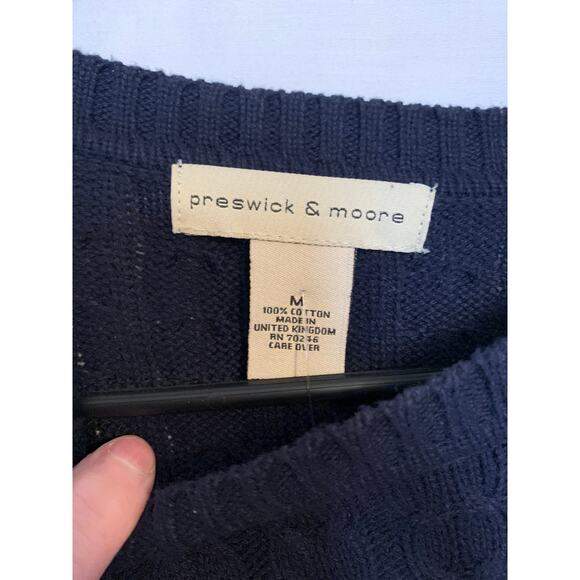 preswick & moore
M
100% COTTON
MADE IN
UNITED KINGDOM
RN 70246
CARE OVER